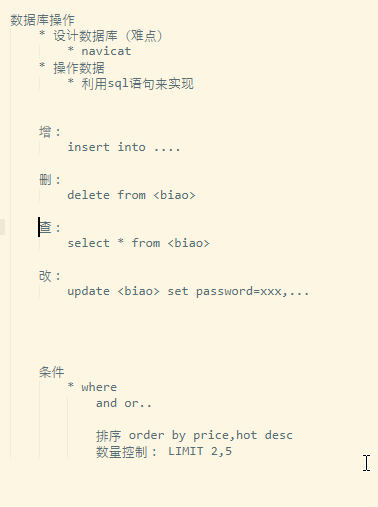 数据库操作
* 设计数据库（难点）
* navicat
* 操作数据
* 利用sql语句来实现
增：
insert into ....
删：
delete from <biao>
查：
select * from <biao>
改：
update <biao> set password=xxx,...
条件
* where
and or..
排序 order by price,hot desc
数量控制： LIMIT 2,5